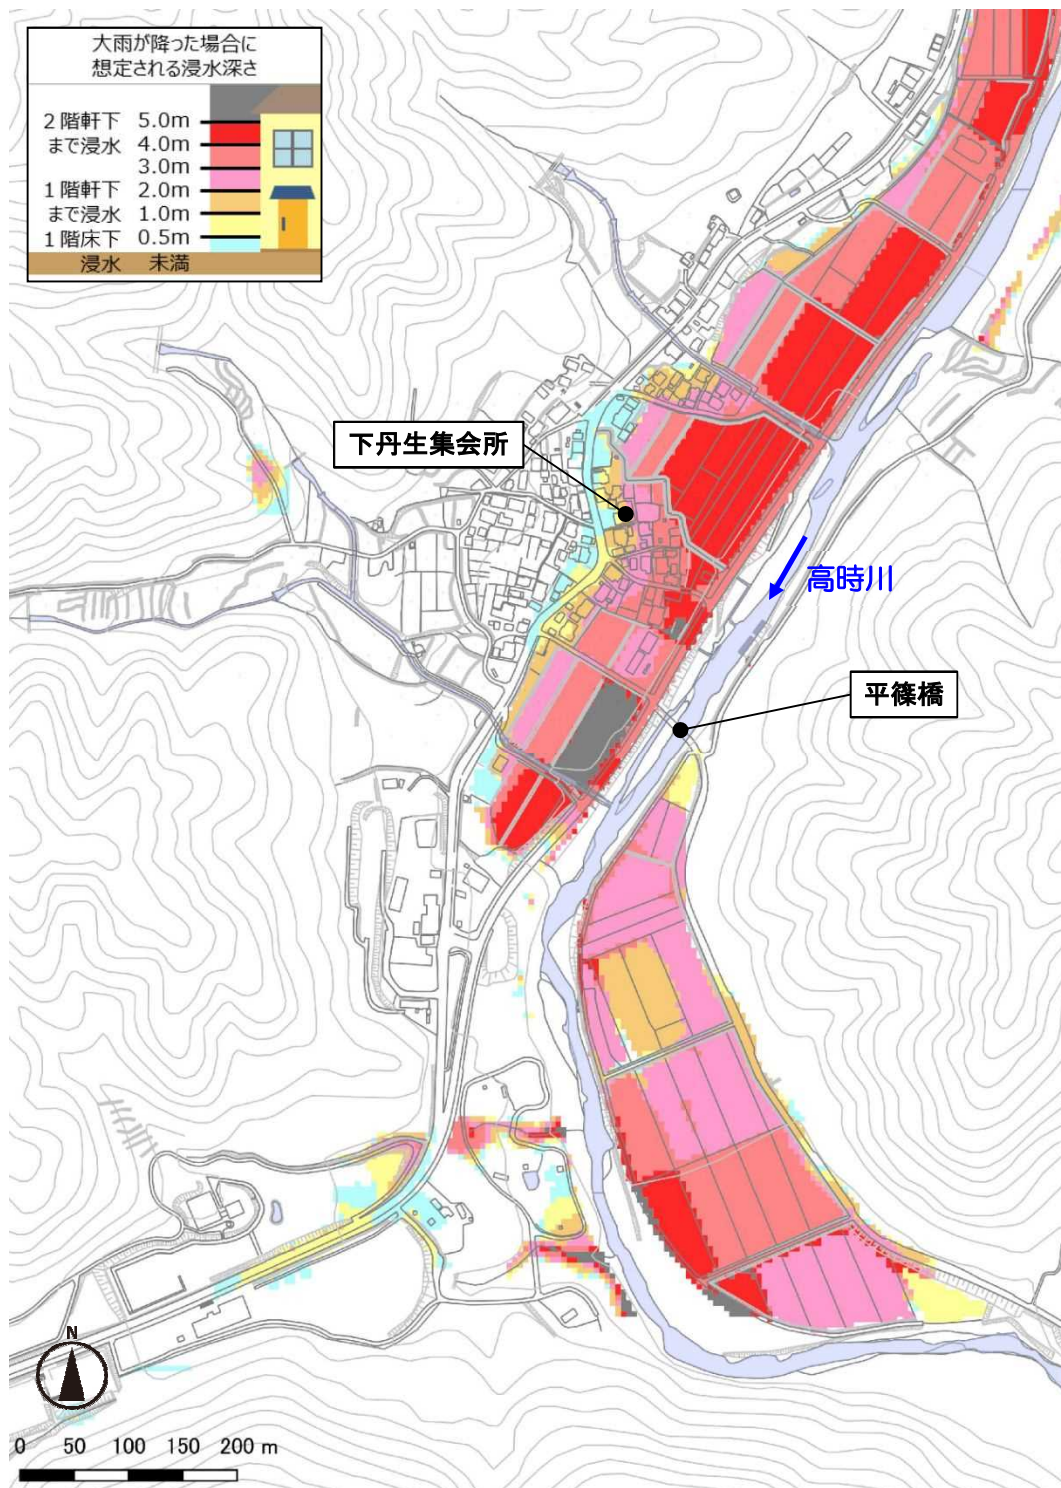 大雨が降った場合に
想定される浸水深さ
2階軒下 5.0m
まで浸水 4.0m
3.0m
1階軒下 2.0m
まで浸水 1.0m
1階床下 0.5m
浸水 未満
下丹生集会所
高時川
平篠橋
N
0 50 100 150 200 m